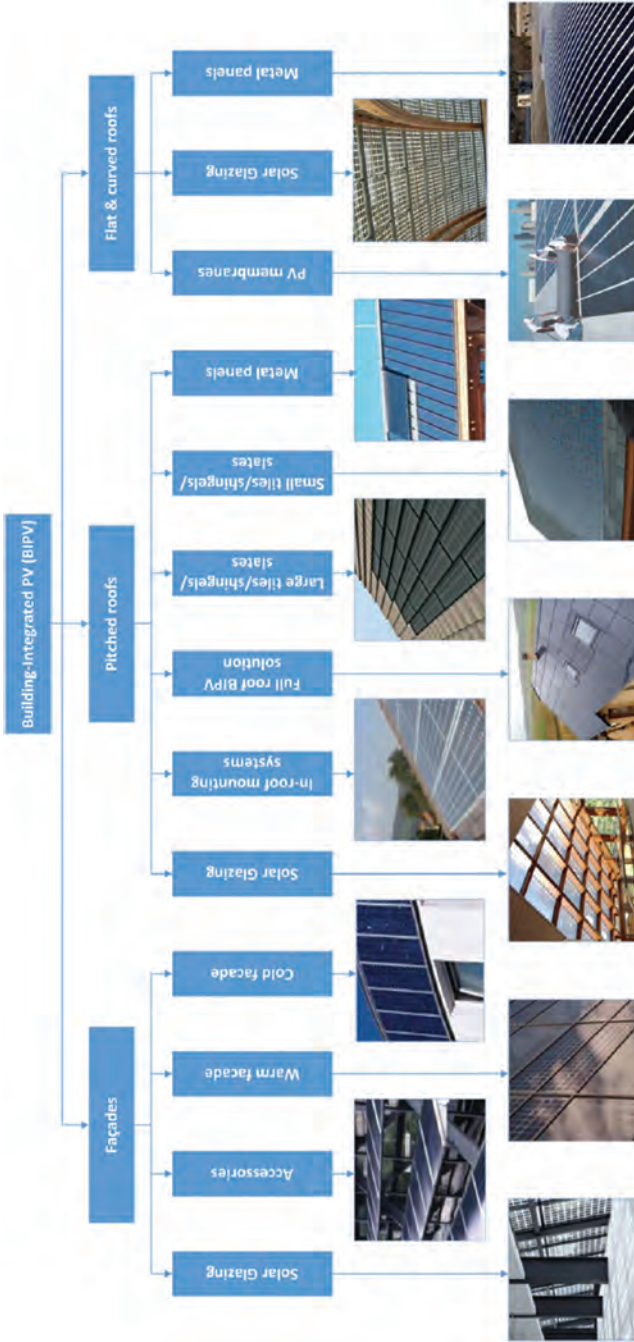 Building-Integrated PV (BIPV)
Façades
Pitched roofs
Flat & curved roofs
Solar Glazing
Accessories
Warm facade
Cold facade
Solar Glazing
In-roof mounting
systems
Full roof BIPV
solution
Large tiles/shingels/
slates
Small tiles/shingels/
slates
Metal panels
PV membranes
Solar Glazing
Metal panels